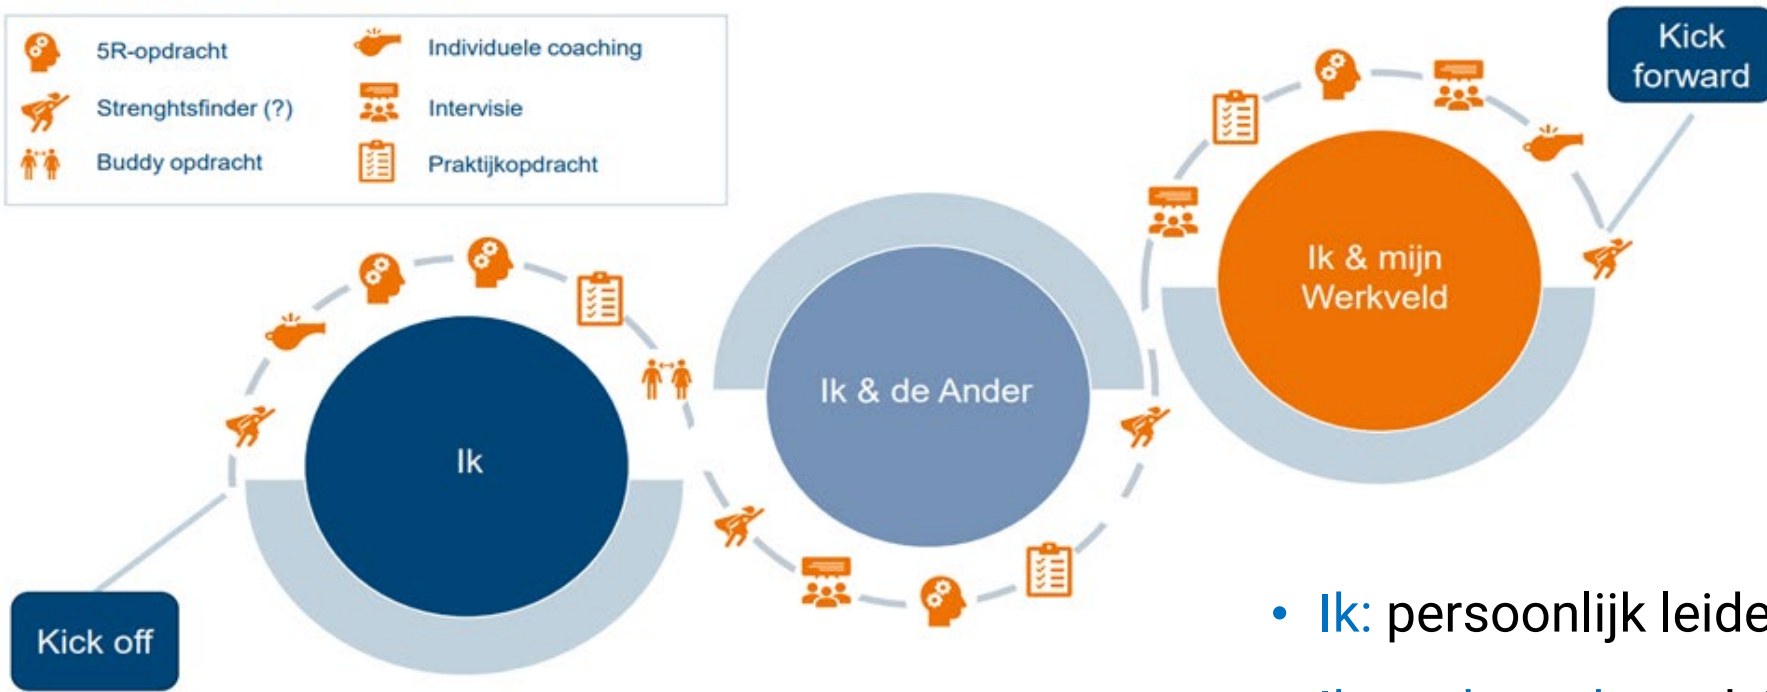 5R-opdracht
Strenghtsfinder (?)
Buddy opdracht
Individuele coaching
Intervisie
Praktijkopdracht
Kick
forward
Ik & mijn
Werkveld
Ik & de Ander
Ik
Kick off
• Ik: persoonlijk leide